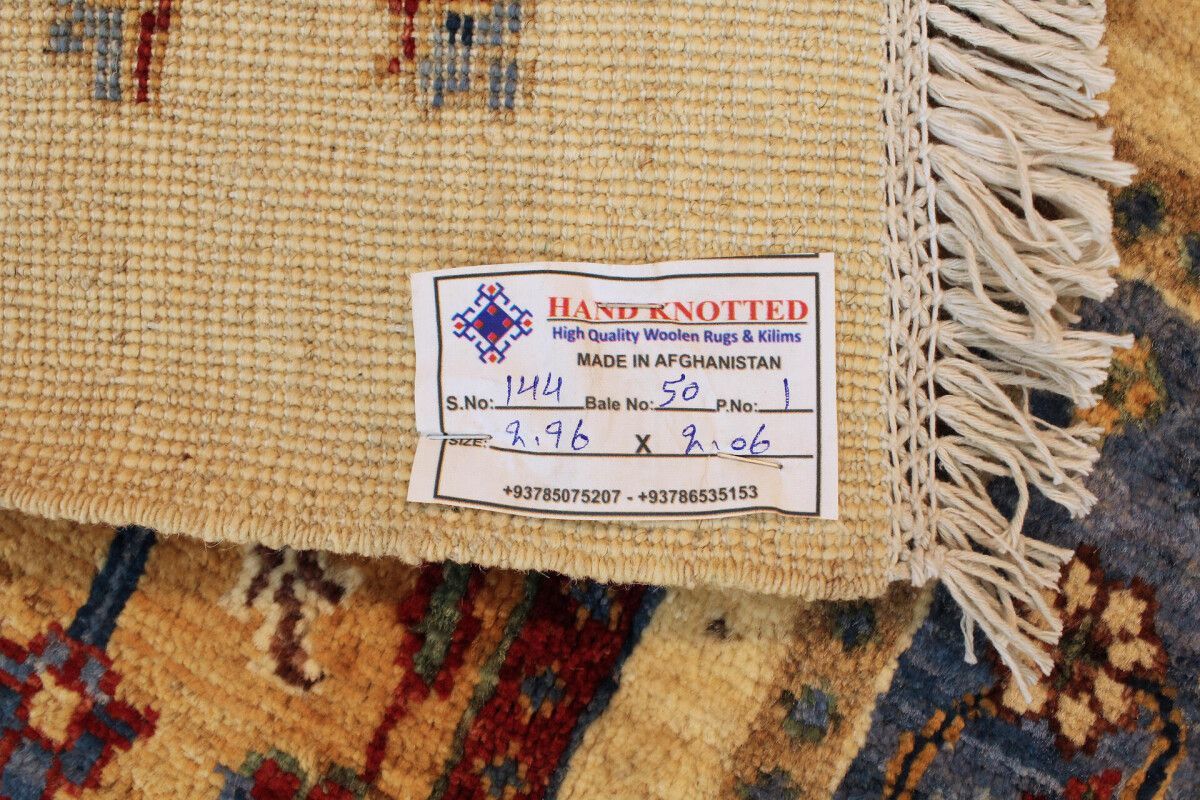 HAND KNOTTED
High Quality Woolen Rugs & Kilims
MADE IN AFGHANISTAN
S.No: 144 Bale No: 50 P.No: 1
SIZE: 2.96 X 2.06
+93785075207 - +93786535153